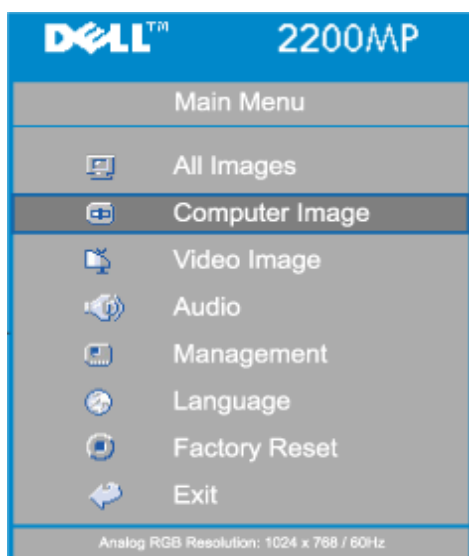 DELL™ 2200MP
Main Menu
All Images
Computer Image
Video Image
Audio
Management
Language
Factory Reset
Exit
Analog RGB Resolution: 1024 x 768 / 60Hz